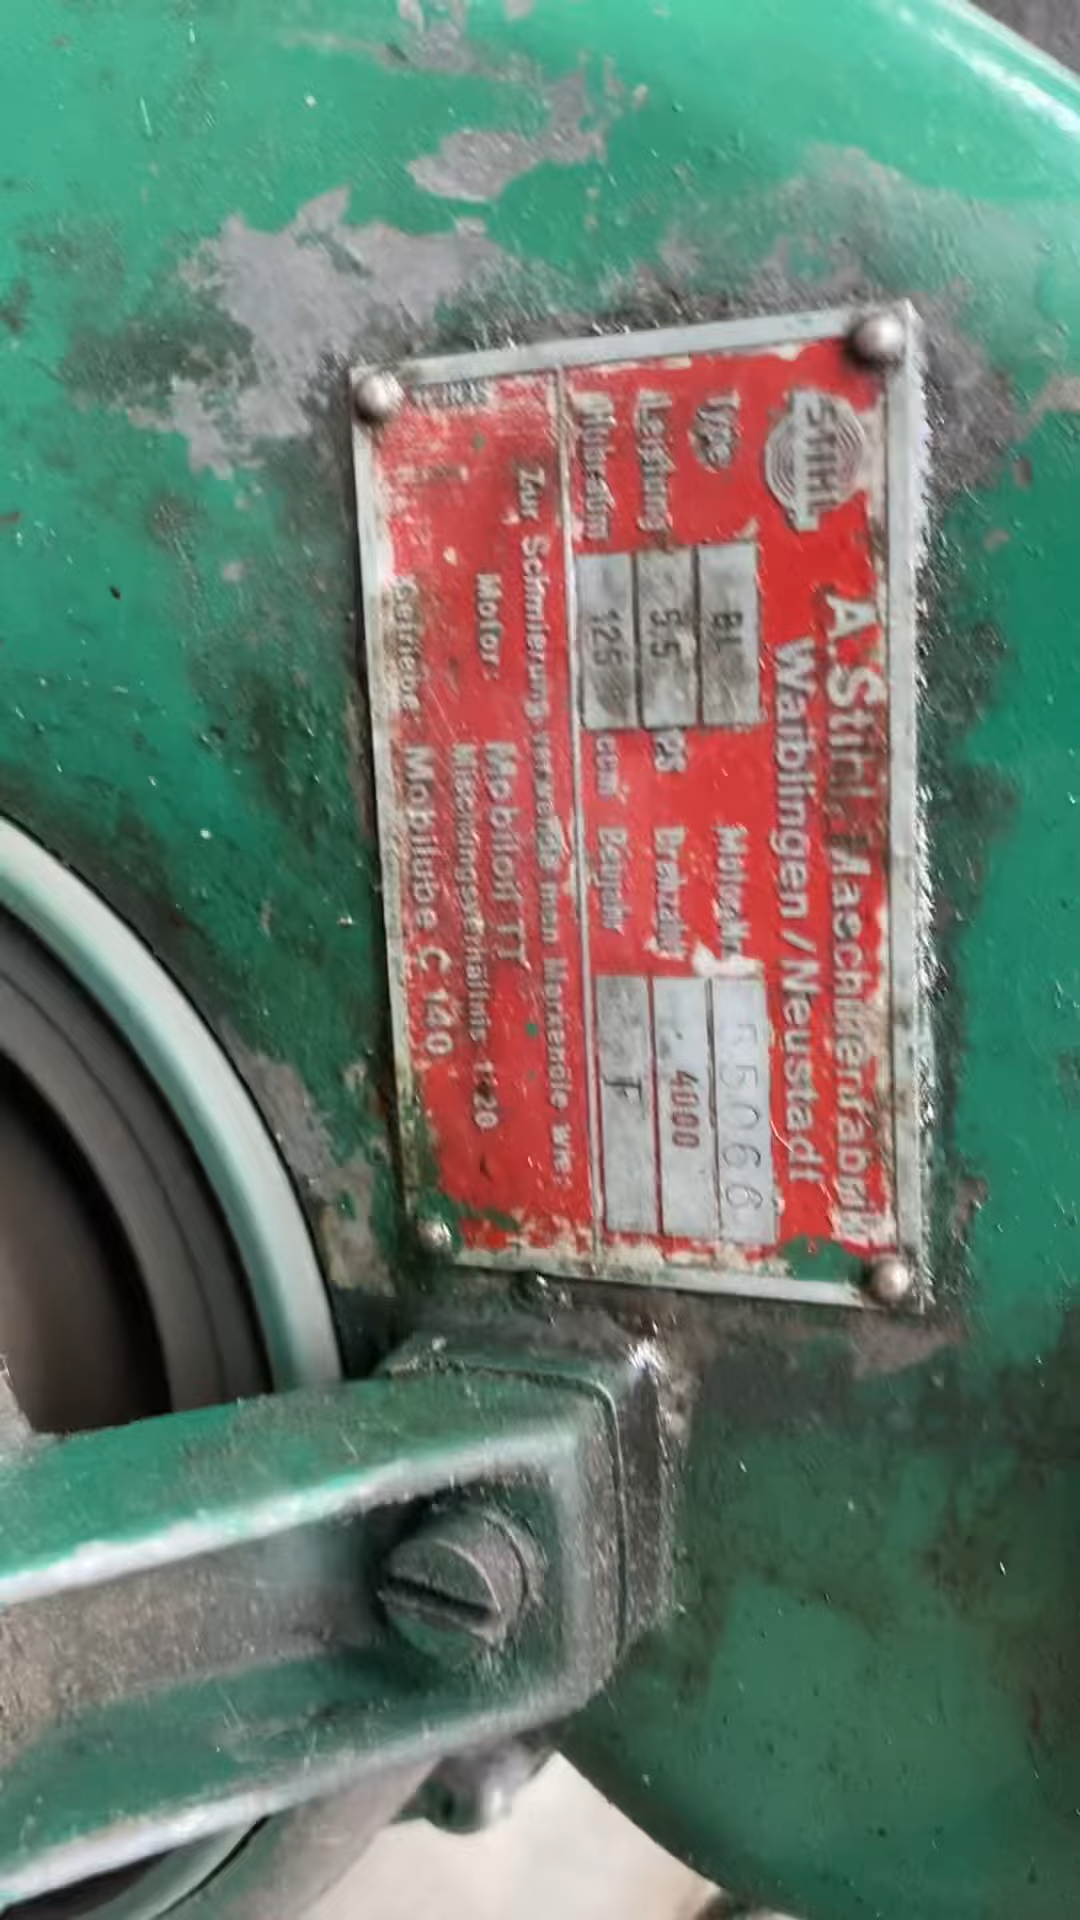 STIHL
A. Stihl, Maschinenfabrik
Waiblingen / Neustadt
Type BL Motor-Nr. 55066
Leistung 5,5 PS Drehzahl 4000
Hubraum 125 ccm Baujahr F
Zur Schmierung verwende man Markenöle wie:
Motor: Mobiloil TT
Mischungsverhältnis 1:20
Getriebe: Mobilube C 140